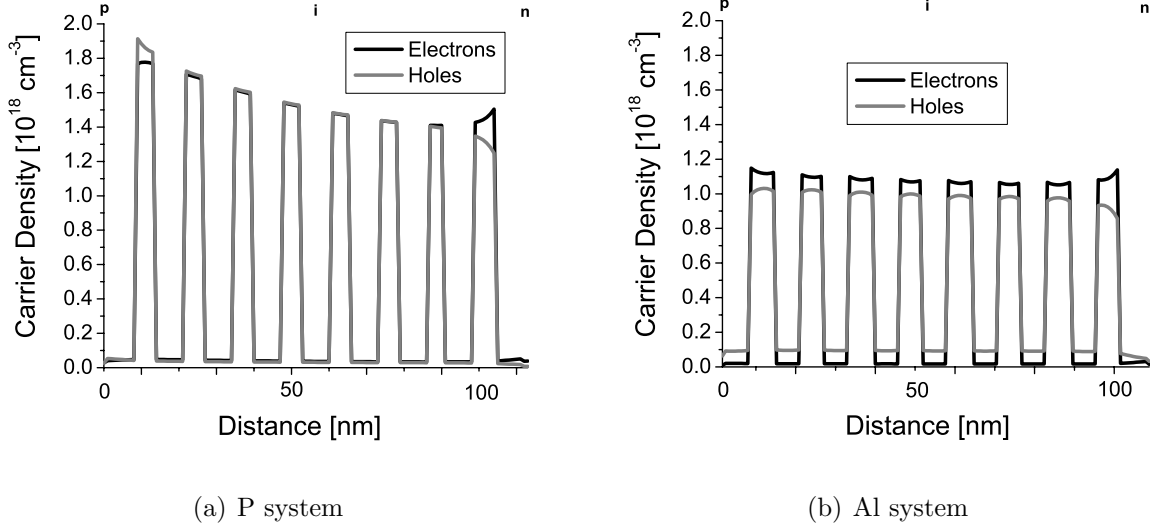 p i n
2.0
1.8
1.6
1.4
1.2
1.0
0.8
0.6
0.4
0.2
0.0
Carrier Density [10^18 cm^-3]
Electrons
Holes
0 50 100
Distance [nm]
(a) P system
p i n
2.0
1.8
1.6
1.4
1.2
1.0
0.8
0.6
0.4
0.2
0.0
Carrier Density [10^18 cm^-3]
Electrons
Holes
0 50 100
Distance [nm]
(b) Al system